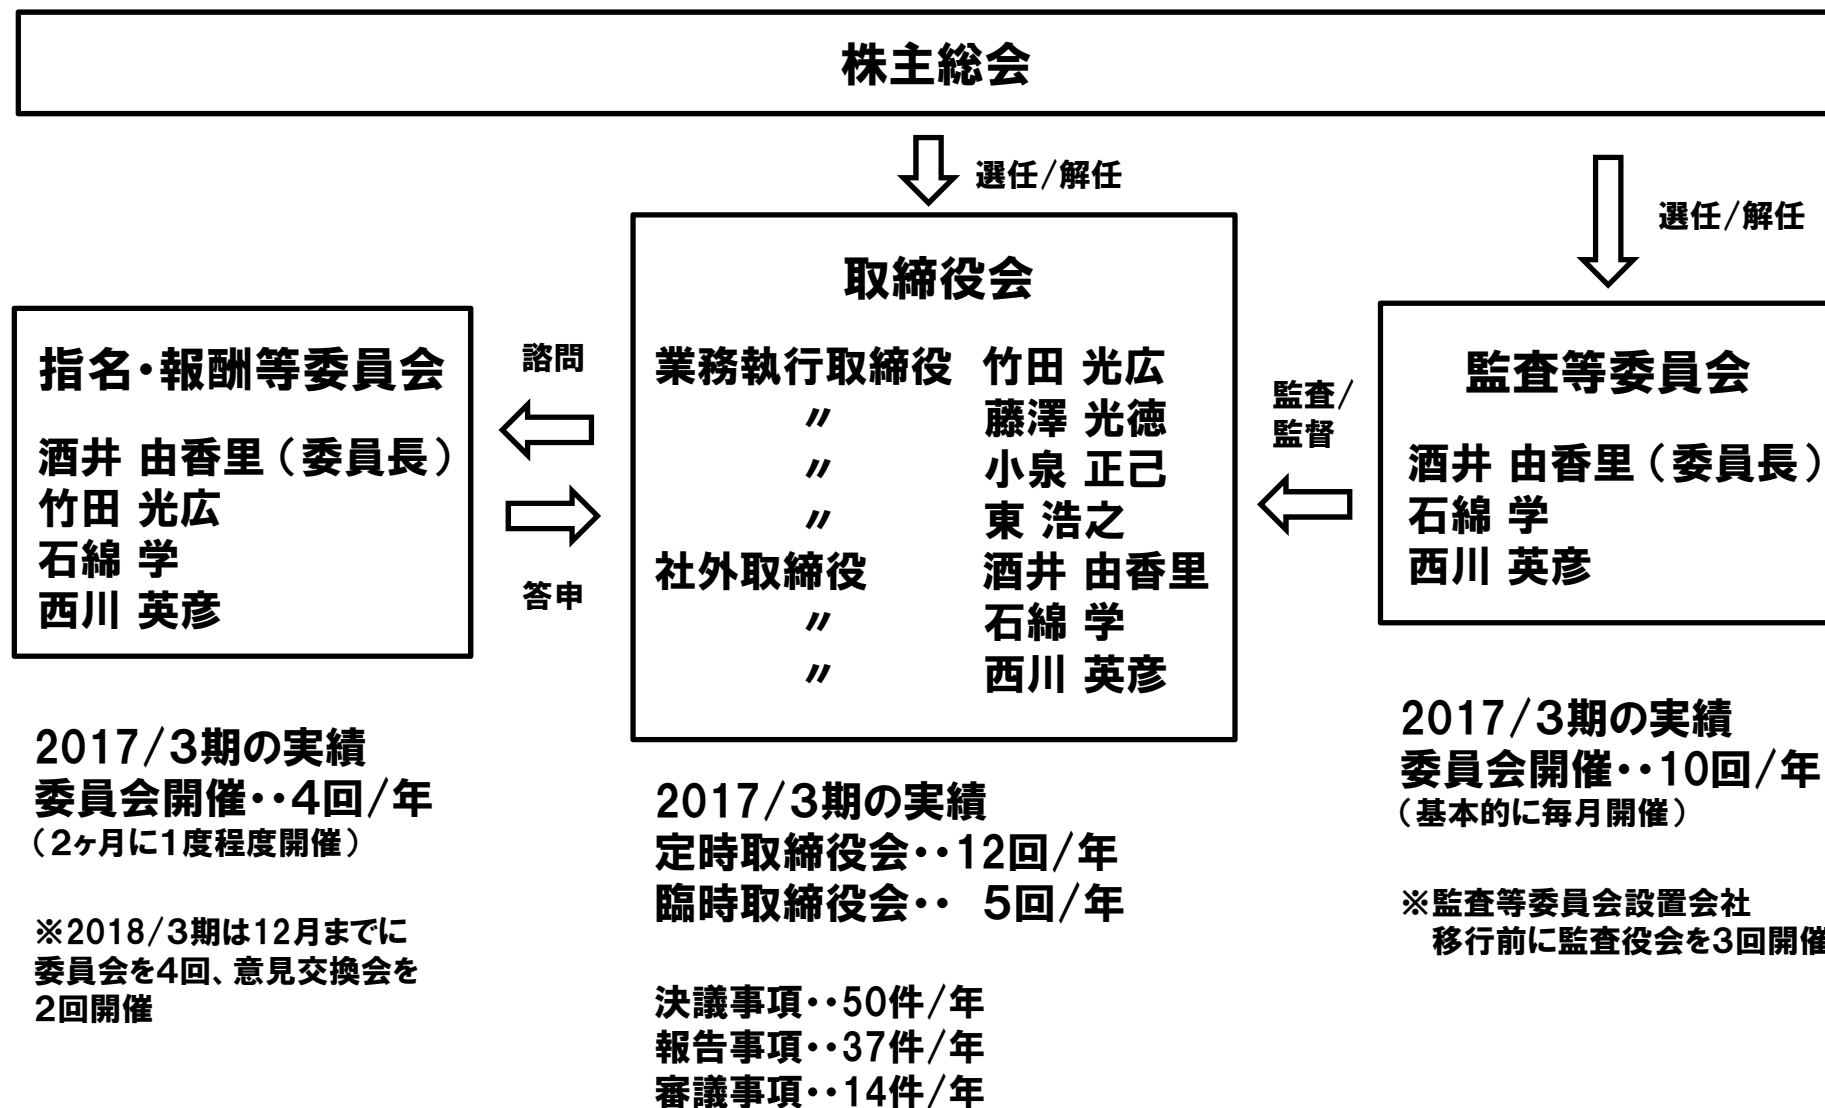 株主総会
選任/解任
選任/解任
指名・報酬等委員会
酒井 由香里（委員長）
竹田 光広
石綿 学
西川 英彦
諮問
答申
取締役会
業務執行取締役 竹田 光広
〃 藤澤 光徳
〃 小泉 正己
〃 東 浩之
社外取締役 酒井 由香里
〃 石綿 学
〃 西川 英彦
監査/
監督
監査等委員会
酒井 由香里（委員長）
石綿 学
西川 英彦
2017/3期の実績
委員会開催・・4回/年
（2ヶ月に1度程度開催）
※2018/3期は12月までに
委員会を4回、意見交換会を
2回開催
2017/3期の実績
定時取締役会・・12回/年
臨時取締役会・・ 5回/年
決議事項・・50件/年
報告事項・・37件/年
審議事項・・14件/年
2017/3期の実績
委員会開催・・10回/年
（基本的に毎月開催）
※監査等委員会設置会社
移行前に監査役会を3回開催